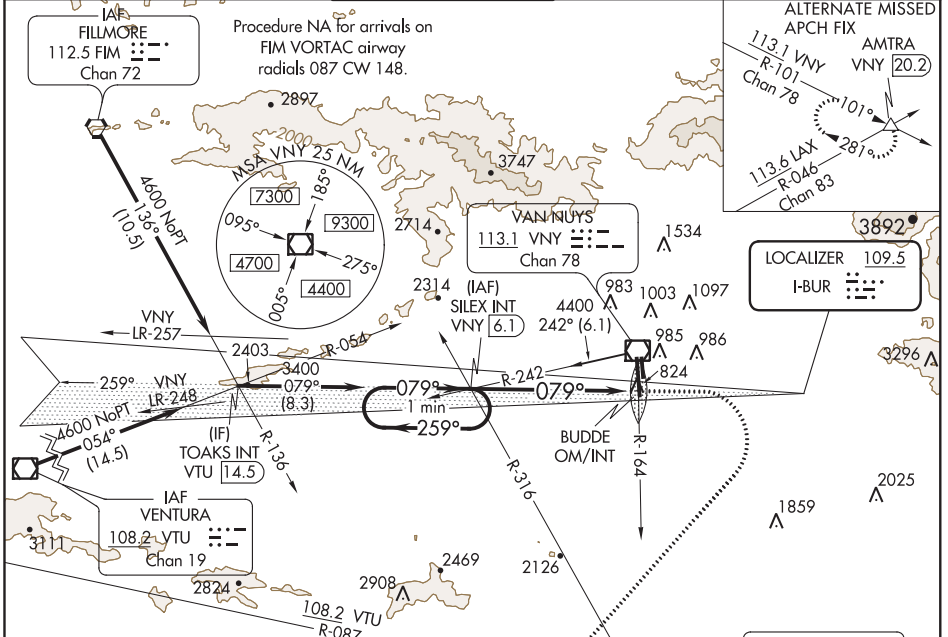 IAF
FILLMORE
112.5 FIM
Chan 72
Procedure NA for arrivals on
FIM VORTAC airway
radials 087 CW 148.
ALTERNATE MISSED
APCH FIX
113.1 VNY
R-101
Chan 78
AMTRA
VNY 20.2
101°
281°
113.6 LAX
R-046
Chan 83
2897
2000
3747
MSA VNY 25 NM
7300
185°
095°
9300
4700
275°
005°
4400
4600 NoPT
136°
(10.5)
2714
2314
VAN NUYS
113.1 VNY
Chan 78
1534
3892
LOCALIZER 109.5
I-BUR
(IAF)
SILEX INT
VNY 6.1
4400
242° (6.1)
983
1003
1097
985
986
824
3296
VNY
LR-257
2403
R-054
3400
079°
(8.3)
079°
1 min
259°
R-242
079°
259°
VNY
LR-248
4600 NoPT
054°
(14.5)
(IF)
TOAKS INT
VTU 14.5
R-136
BUDDE
OM/INT
R-164
R-316
IAF
VENTURA
108.2 VTU
Chan 19
3111
2824
2908
2469
2126
1859
2025
108.2 VTU
R-087